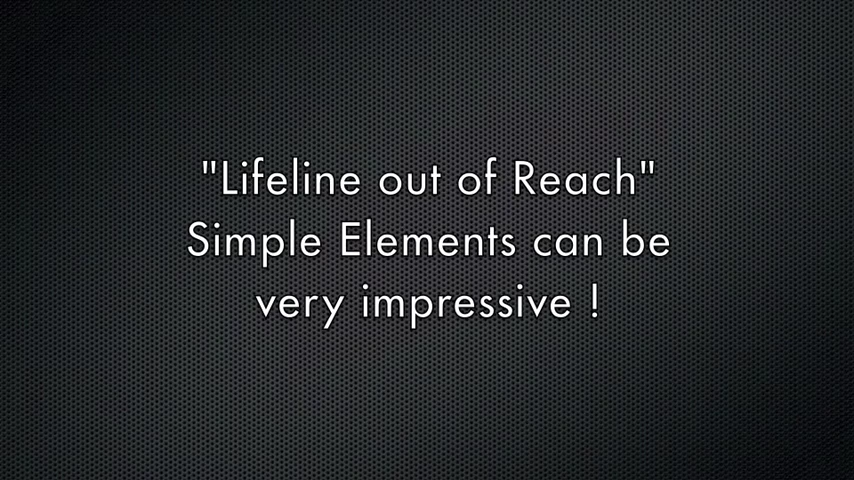 "Lifeline out of Reach"
Simple Elements can be
very impressive !